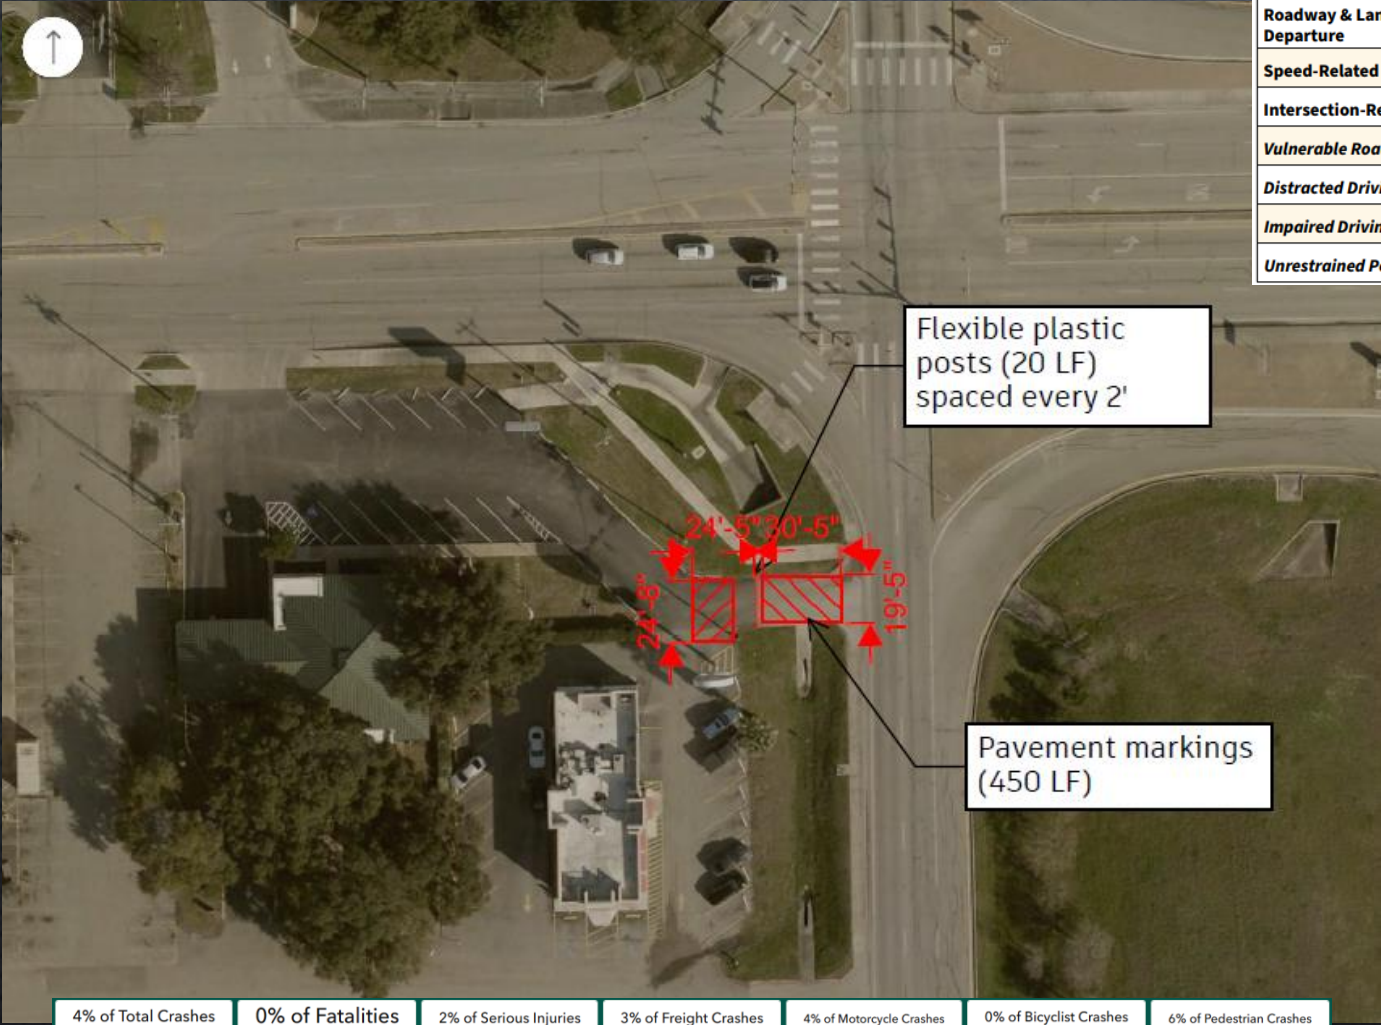 Roadway & Lan
Departure
Speed-Related
Intersection-Re
Vulnerable Roa
Distracted Drivi
Impaired Drivin
Unrestrained P
Flexible plastic
posts (20 LF)
spaced every 2'
24'-5" 30'-5"
24'-8"
19'-5"
Pavement markings
(450 LF)
4% of Total Crashes
0% of Fatalities
2% of Serious Injuries
3% of Freight Crashes
4% of Motorcycle Crashes
0% of Bicyclist Crashes
6% of Pedestrian Crashes